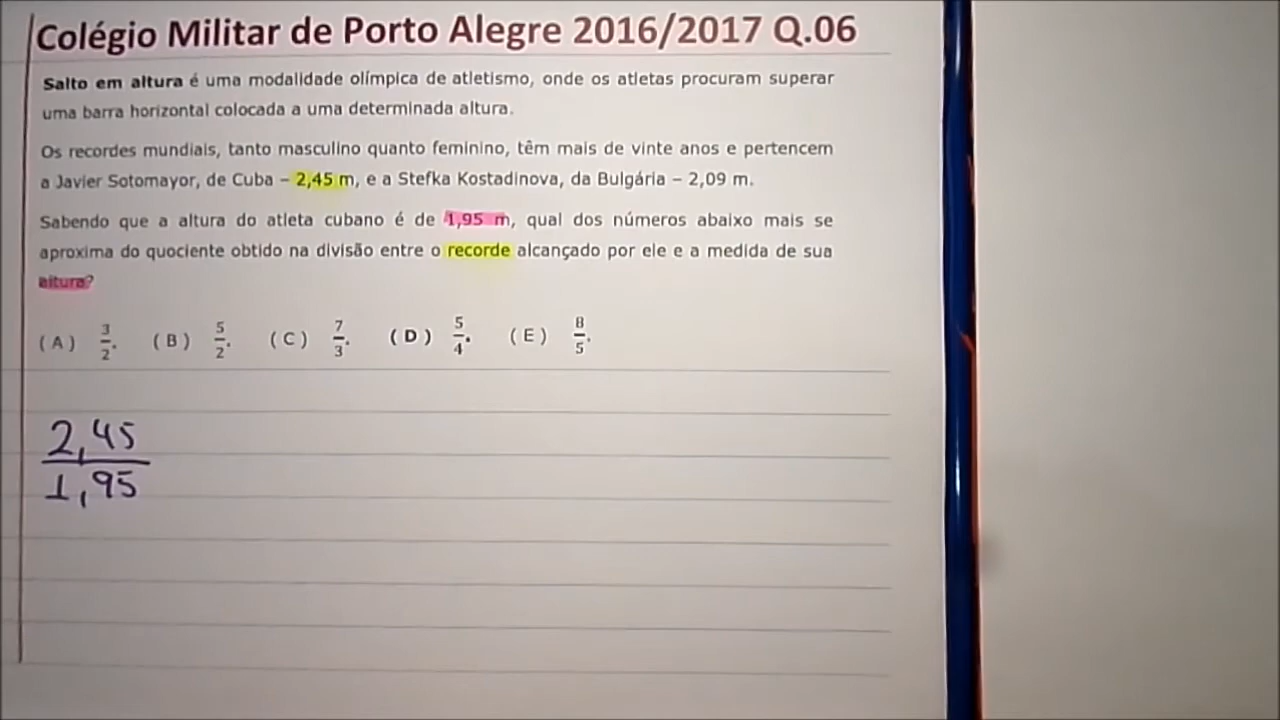 Colégio Militar de Porto Alegre 2016/2017 Q.06
Salto em altura é uma modalidade olímpica de atletismo, onde os atletas procuram superar
uma barra horizontal colocada a uma determinada altura.
Os recordes mundiais, tanto masculino quanto feminino, têm mais de vinte anos e pertencem
a Javier Sotomayor, de Cuba – 2,45 m, e a Stefka Kostadinova, da Bulgária – 2,09 m.
Sabendo que a altura do atleta cubano é de 1,95 m, qual dos números abaixo mais se
aproxima do quociente obtido na divisão entre o recorde alcançado por ele e a medida de sua
altura?
(A) 3/2. (B) 5/2. (C) 7/3. (D) 5/4. (E) 8/5.
2,45
1,95